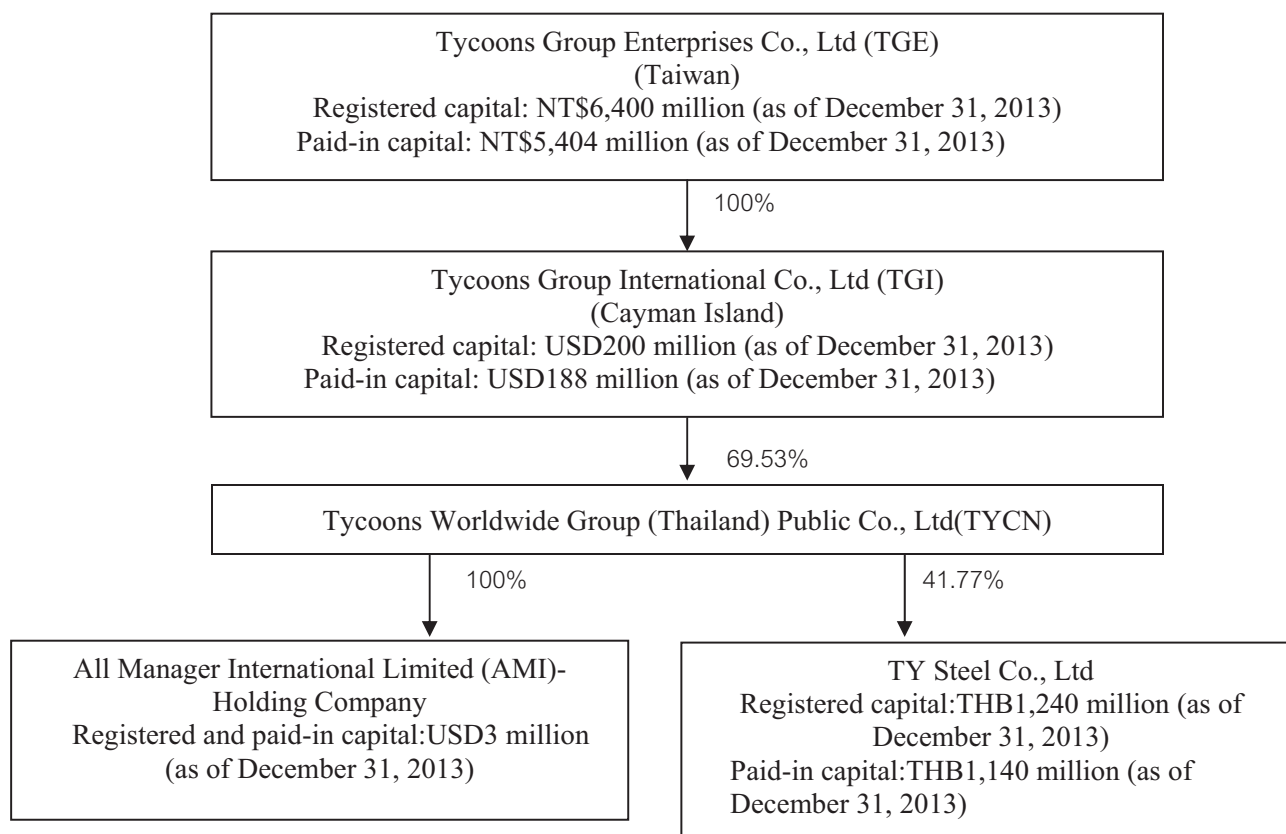 Tycoons Group Enterprises Co., Ltd (TGE)
(Taiwan)
Registered capital: NT$6,400 million (as of December 31, 2013)
Paid-in capital: NT$5,404 million (as of December 31, 2013)
100%
Tycoons Group International Co., Ltd (TGI)
(Cayman Island)
Registered capital: USD200 million (as of December 31, 2013)
Paid-in capital: USD188 million (as of December 31, 2013)
69.53%
Tycoons Worldwide Group (Thailand) Public Co., Ltd(TYCN)
100%
41.77%
All Manager International Limited (AMI)-
Holding Company
Registered and paid-in capital:USD3 million
(as of December 31, 2013)
TY Steel Co., Ltd
Registered capital:THB1,240 million (as of
December 31, 2013)
Paid-in capital:THB1,140 million (as of
December 31, 2013)